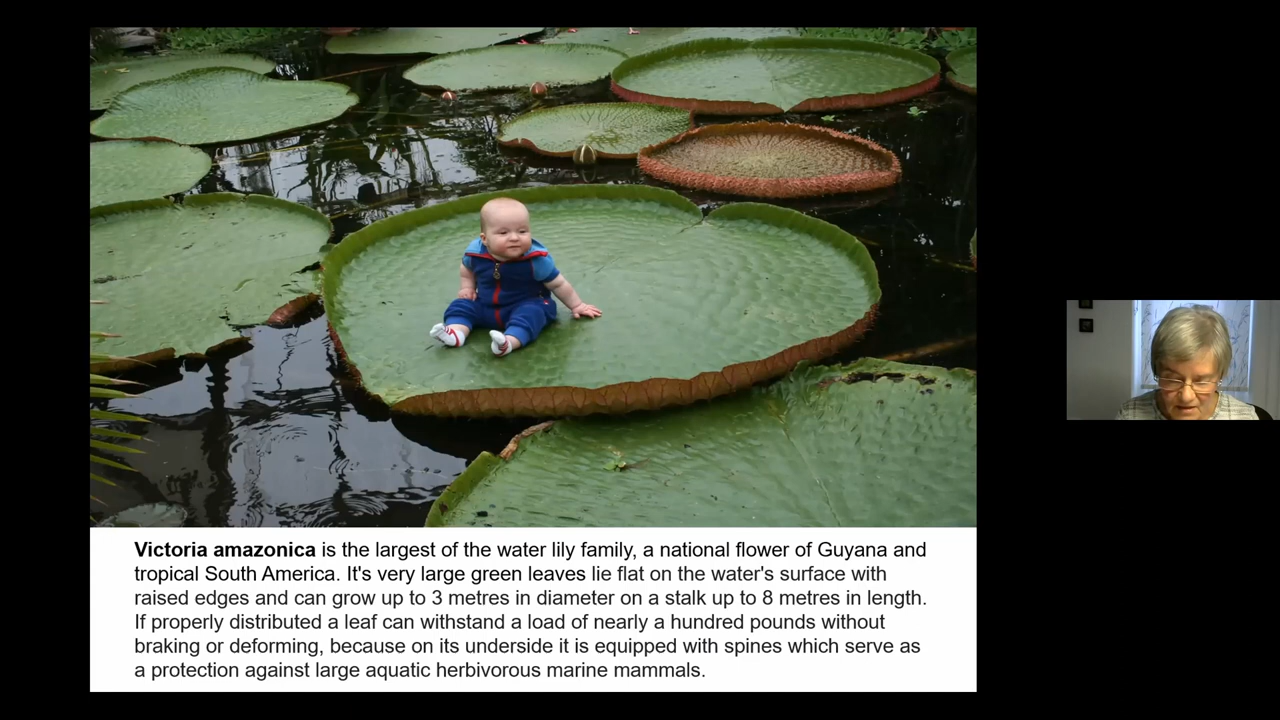 Victoria amazonica is the largest of the water lily family, a national flower of Guyana and
tropical South America. It's very large green leaves lie flat on the water's surface with
raised edges and can grow up to 3 metres in diameter on a stalk up to 8 metres in length.
If properly distributed a leaf can withstand a load of nearly a hundred pounds without
braking or deforming, because on its underside it is equipped with spines which serve as
a protection against large aquatic herbivorous marine mammals.